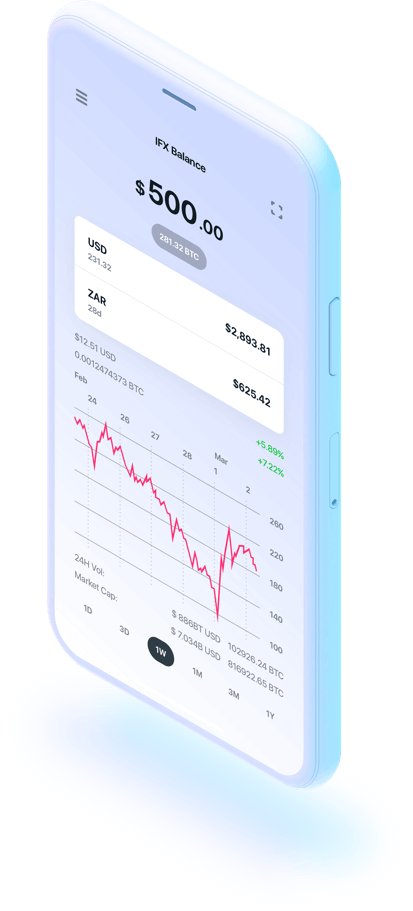 IFX Balance
$500.00
281.32 BTC
USD
231.32
$2,893.81
ZAR
28d
$625.42
$12.51 USD
+5.89%
0.0012474373 BTC
+7.22%
Feb
Mar
24 26 27 28 1 2
260
220
180
140
100
24H Vol: $ 886BT USD 102926.24 BTC
Market Cap: $ 7.034B USD 816922.65 BTC
1D 3D 1W 1M 3M 1Y